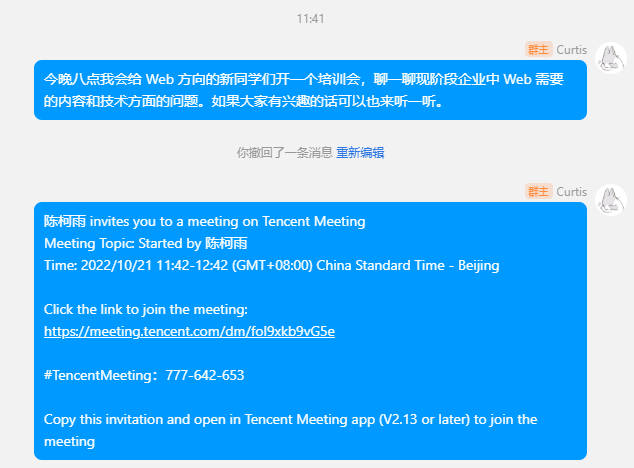 11:41
群主 Curtis
今晚八点我会给 Web 方向的新同学们开一个培训会，聊一聊现阶段企业中 Web 需要
的内容和技术方面的问题。如果大家有兴趣的话可以也来听一听。
你撤回了一条消息 重新编辑
群主 Curtis
陈柯雨 invites you to a meeting on Tencent Meeting
Meeting Topic: Started by 陈柯雨
Time: 2022/10/21 11:42-12:42 (GMT+08:00) China Standard Time - Beijing
Click the link to join the meeting:
https://meeting.tencent.com/dm/fol9xkb9vG5e
#TencentMeeting：777-642-653
Copy this invitation and open in Tencent Meeting app (V2.13 or later) to join the
meeting